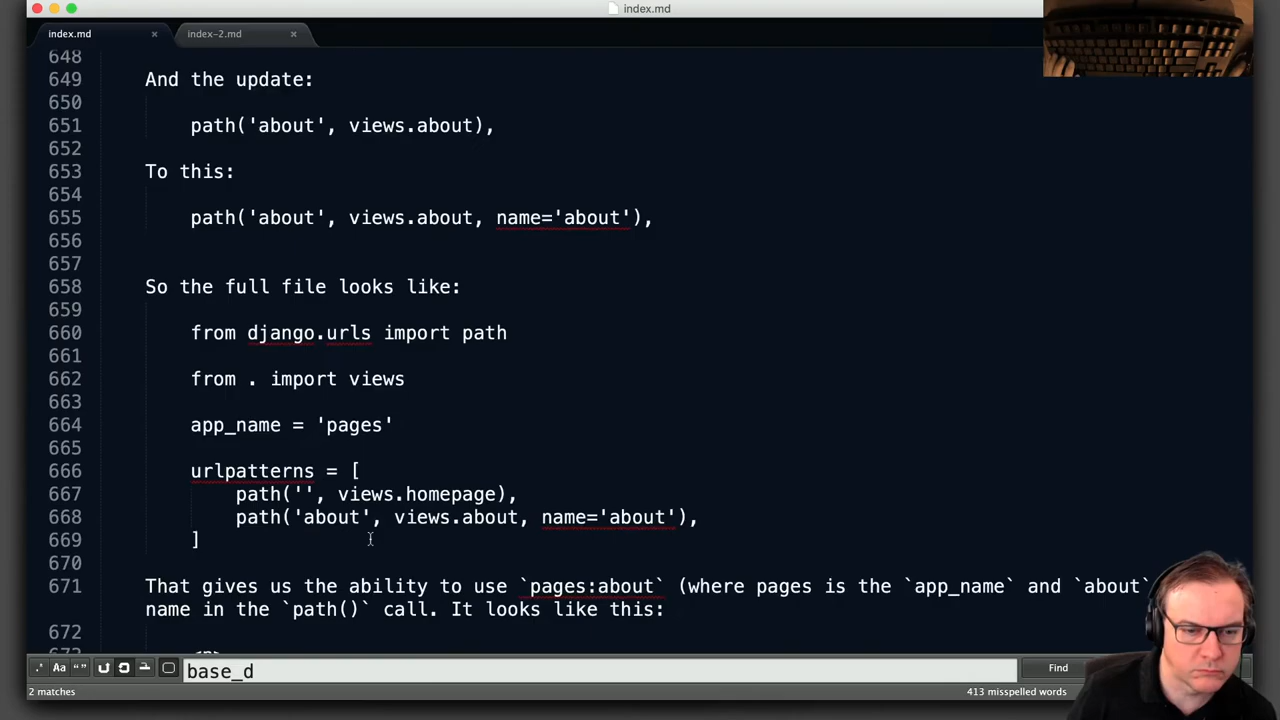 index.md
index.md
index-2.md
648
649 And the update:
650
651 path('about', views.about),
652
653 To this:
654
655 path('about', views.about, name='about'),
656
657
658 So the full file looks like:
659
660 from django.urls import path
661
662 from . import views
663
664 app_name = 'pages'
665
666 urlpatterns = [
667 path('', views.homepage),
668 path('about', views.about, name='about'),
669 ]
670
671 That gives us the ability to use `pages:about` (where pages is the `app_name` and `about`
name in the `path()` call. It looks like this:
672
.* Aa “”
base_d
Find
2 matches
413 misspelled words